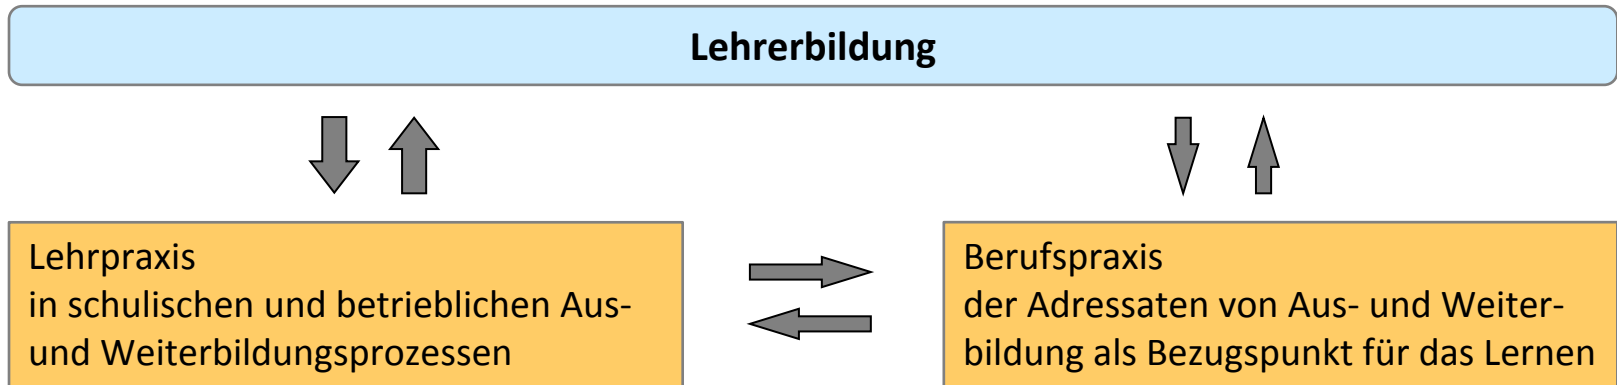 Lehrerbildung
Lehrpraxis
in schulischen und betrieblichen Aus-
und Weiterbildungsprozessen
Berufspraxis
der Adressaten von Aus- und Weiter-
bildung als Bezugspunkt für das Lernen